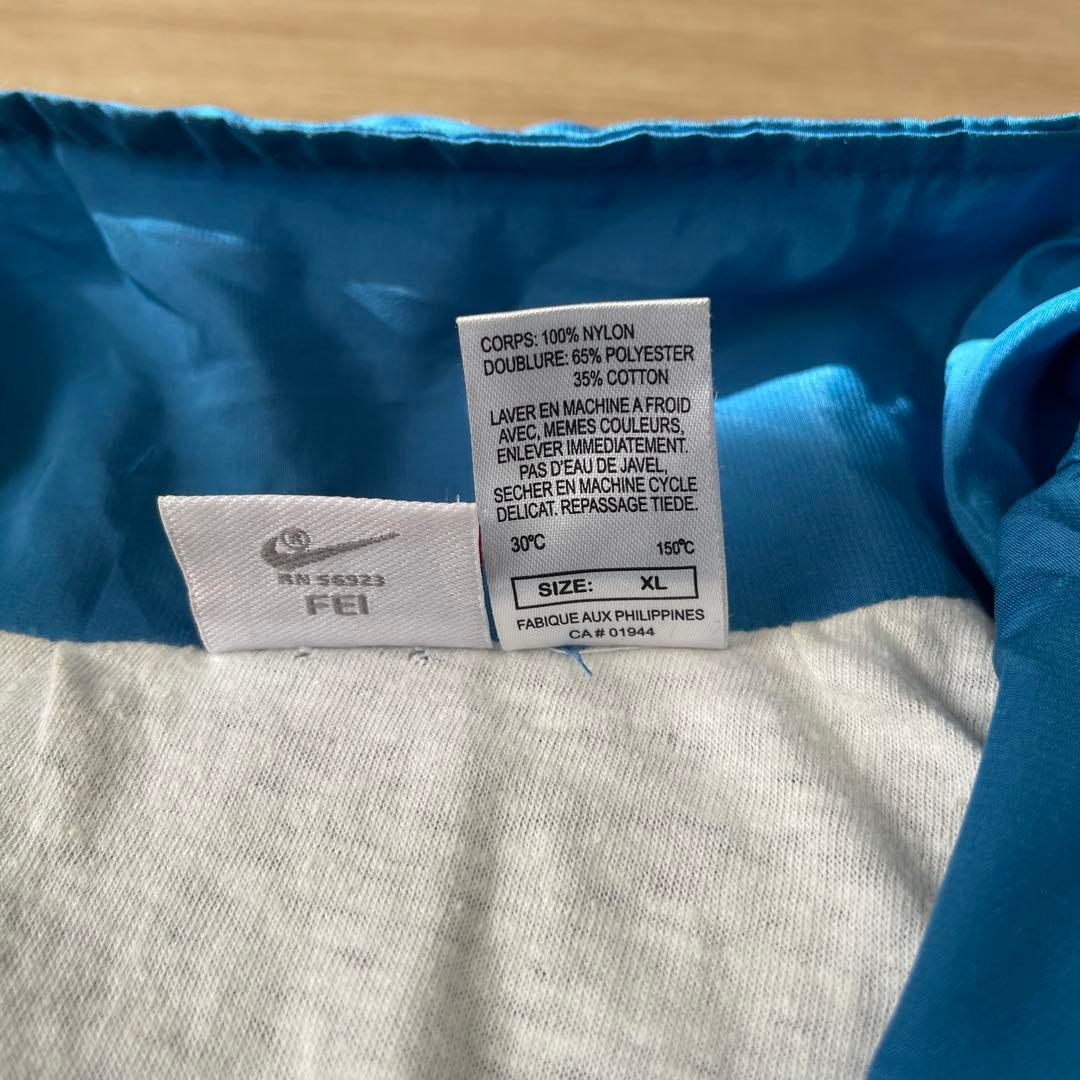 CORPS: 100% NYLON
DOUBLURE: 65% POLYESTER
35% COTTON
LAVER EN MACHINE A FROID
AVEC, MEMES COULEURS,
ENLEVER IMMEDIATEMENT.
PAS D'EAU DE JAVEL,
SECHER EN MACHINE CYCLE
DELICAT. REPASSAGE TIEDE.
30°C 150°C
SIZE: XL
FABIQUE AUX PHILIPPINES
CA # 01944
®
RN 56323
FEI